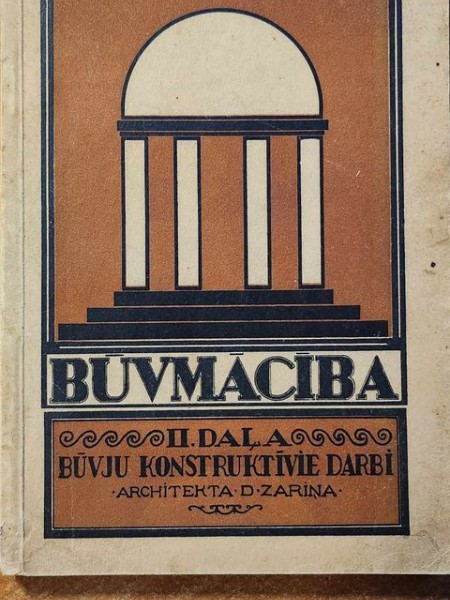 BŪVMĀCĪBA
II. DAĻA
BŪVJU KONSTRUKTĪVIE DARBI
·ARCHITEKTA·D·ZARIŅA·